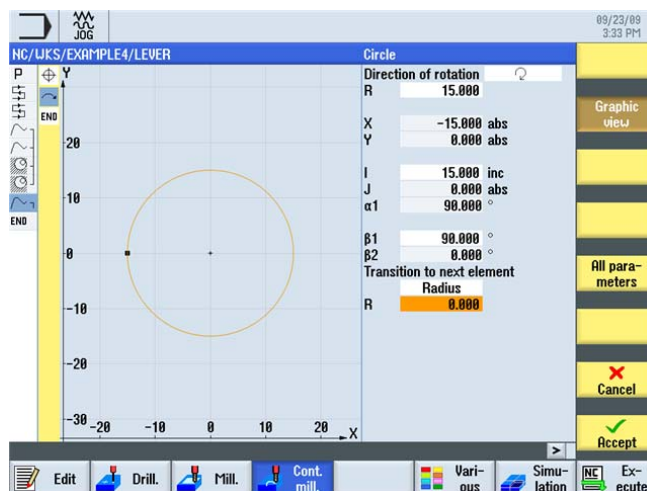 JOG
09/23/09
3:33 PM
NC/WKS/EXAMPLE4/LEVER
Circle
P
END
END
Y
20
10
0
-10
-20
-30
-20
-10
0
10
20
X
Direction of rotation
R 15.000
X -15.000 abs
Y 0.000 abs
I 15.000 inc
J 0.000 abs
α1 90.000 °
β1 90.000 °
β2 0.000 °
Transition to next element
Radius
R 0.000
Graphic
view
All para-
meters
Cancel
Accept
>
Edit
Drill.
Mill.
Cont.
mill.
Vari-
ous
Simu-
lation
NC
Ex-
ecute